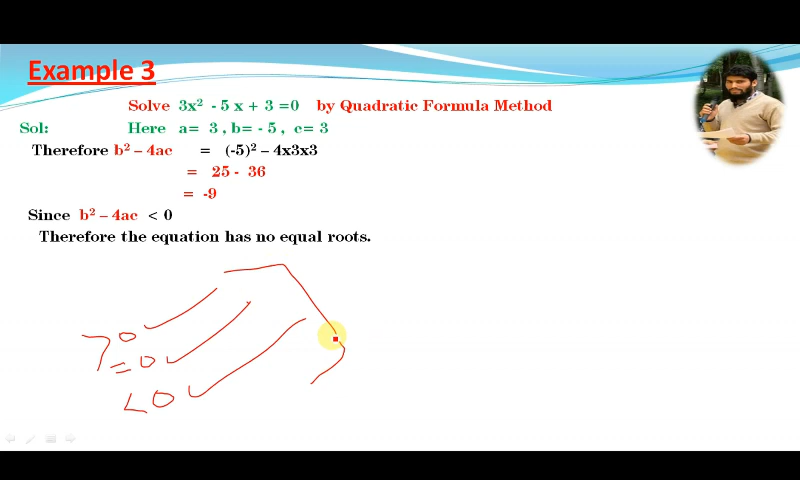 Example 3
Solve 3x² - 5 x + 3 =0 by Quadratic Formula Method
Sol: Here a= 3 , b= - 5 , c= 3
Therefore b² – 4ac = (-5)² – 4x3x3
= 25 - 36
= -9
Since b² – 4ac < 0
Therefore the equation has no equal roots.
>0
=0
<0